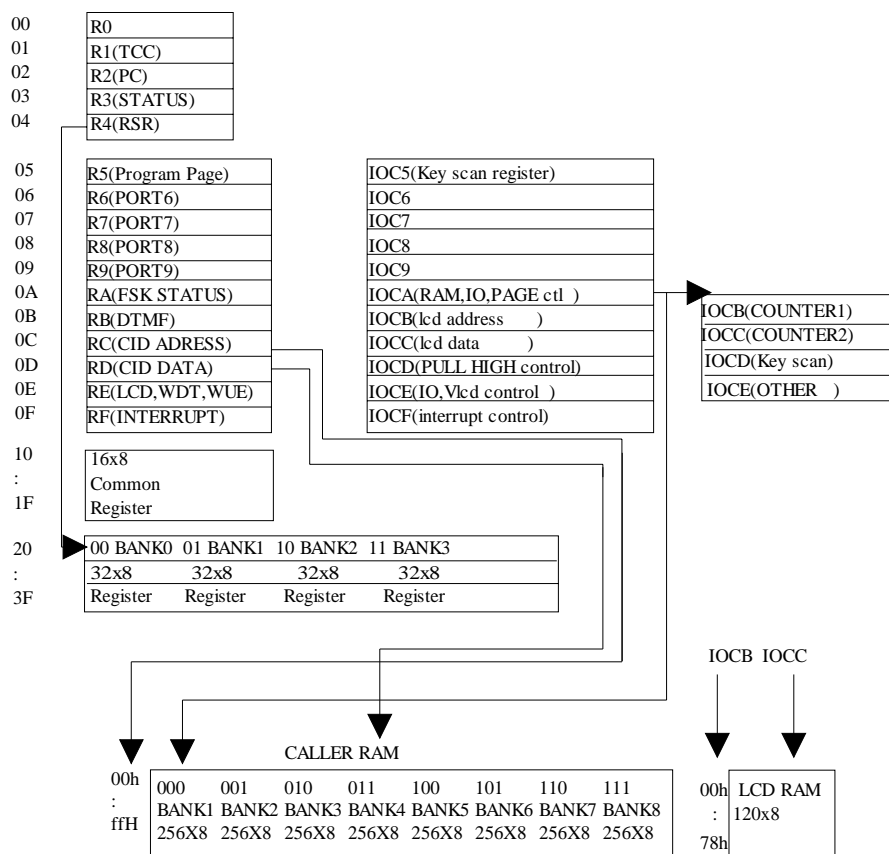 00 R0
01 R1(TCC)
02 R2(PC)
03 R3(STATUS)
04 R4(RSR)
05 R5(Program Page) IOC5(Key scan register)
06 R6(PORT6) IOC6
07 R7(PORT7) IOC7
08 R8(PORT8) IOC8
09 R9(PORT9) IOC9
0A RA(FSK STATUS) IOCA(RAM,IO,PAGE ctl )
0B RB(DTMF) IOCB(lcd address ) IOCB(COUNTER1)
0C RC(CID ADRESS) IOCC(lcd data ) IOCC(COUNTER2)
0D RD(CID DATA) IOCD(PULL HIGH control) IOCD(Key scan)
0E RE(LCD,WDT,WUE) IOCE(IO,Vlcd control ) IOCE(OTHER )
0F RF(INTERRUPT) IOCF(interrupt control)
10 16x8
: Common
1F Register
20 00 BANK0 01 BANK1 10 BANK2 11 BANK3
: 32x8 32x8 32x8 32x8
3F Register Register Register Register
IOCB IOCC
CALLER RAM
00h 000 001 010 011 100 101 110 111 00h LCD RAM
: BANK1 BANK2 BANK3 BANK4 BANK5 BANK6 BANK7 BANK8 : 120x8
ffH 256X8 256X8 256X8 256X8 256X8 256X8 256X8 256X8 78h